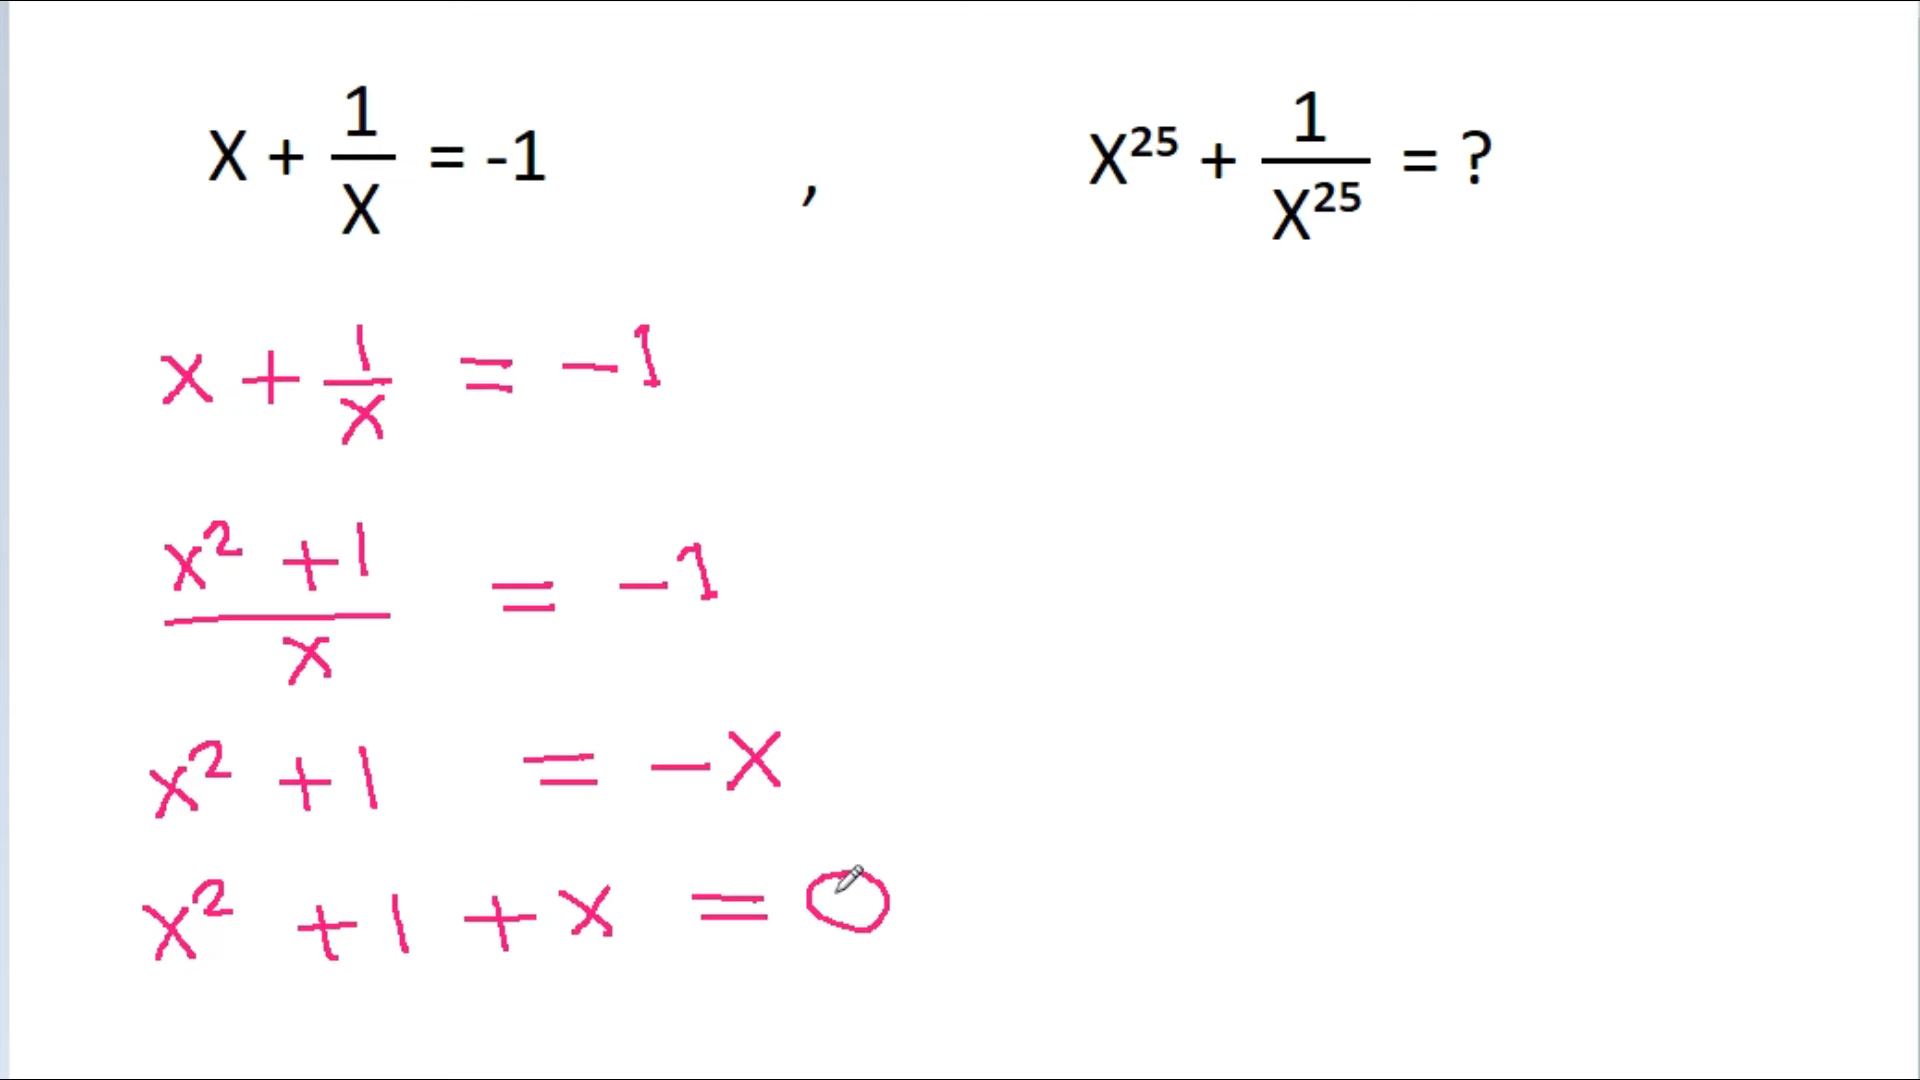 X + 1/X = -1 , X²⁵ + 1/X²⁵ = ?
x + 1/x = -1
(x² + 1)/x = -1
x² + 1 = -x
x² + 1 + x = 0